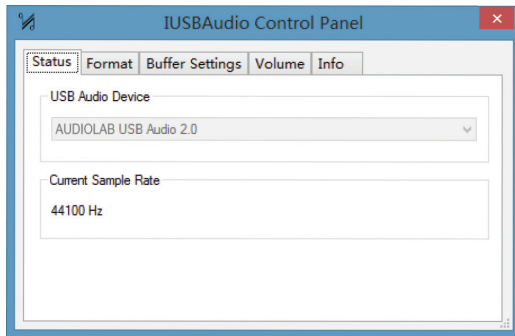 IUSBAudio Control Panel
Status Format Buffer Settings Volume Info
USB Audio Device
AUDIOLAB USB Audio 2.0
Current Sample Rate
44100 Hz